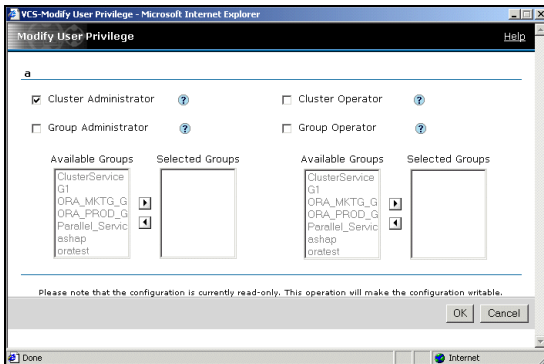 VCS-Modify User Privilege - Microsoft Internet Explorer
Modify User Privilege Help
a
Cluster Administrator ? Cluster Operator ?
Group Administrator ? Group Operator ?
Available Groups Selected Groups Available Groups Selected Groups
ClusterService ClusterService
G1 G1
ORA_MKTG_G ORA_MKTG_G
ORA_PROD_G ORA_PROD_G
Parallel_Servic Parallel_Servic
ashap ashap
oratest oratest
Please note that the configuration is currently read-only. This operation will make the configuration writable.
OK Cancel
Done Internet